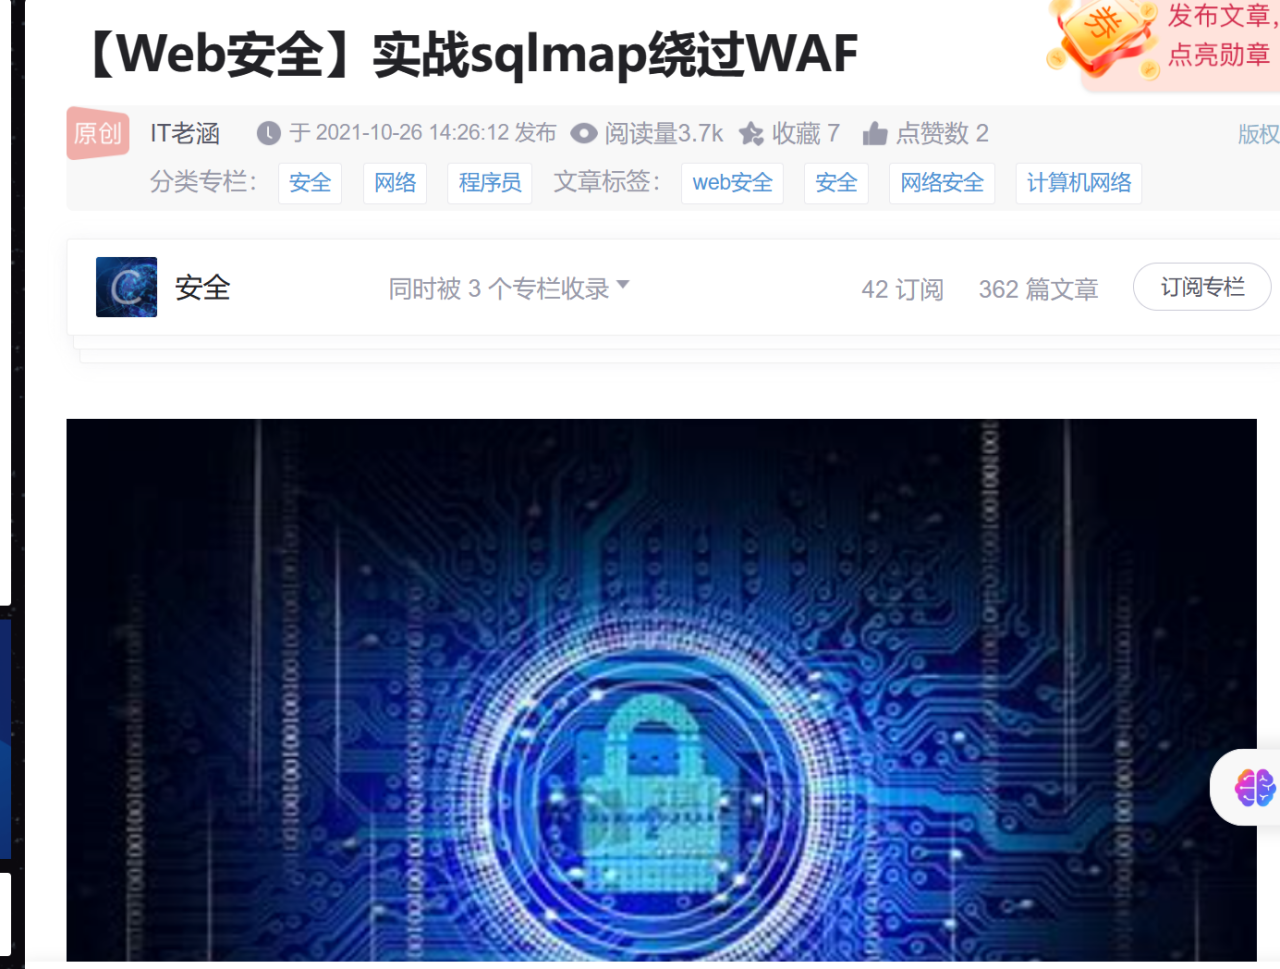 【Web安全】实战sqlmap绕过WAF
券
发布文章,
点亮勋章
原创 IT老涵 于 2021-10-26 14:26:12 发布 阅读量3.7k 收藏 7 点赞数 2 版权
分类专栏： 安全 网络 程序员 文章标签： web安全 安全 网络安全 计算机网络
安全 同时被 3 个专栏收录 42 订阅 362 篇文章 订阅专栏